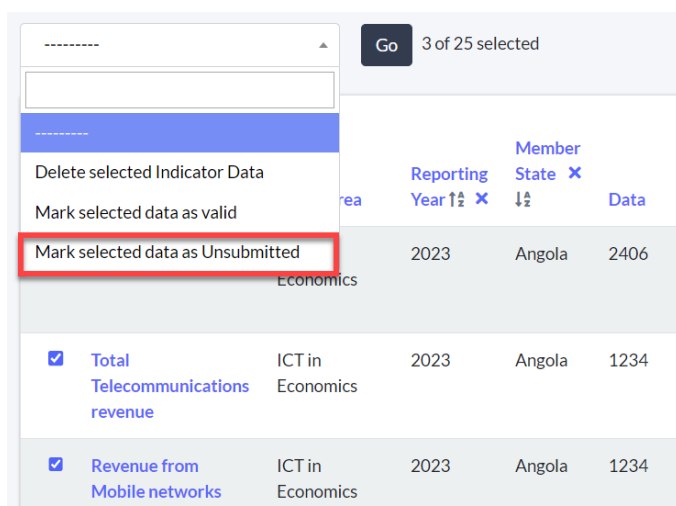 ---------
Go 3 of 25 selected
---------
Delete selected Indicator Data
Mark selected data as valid
Mark selected data as Unsubmitted
rea
Reporting
Year
Member
State
Data
Economics
2023
Angola
2406
Total
Telecommunications
revenue
ICT in
Economics
2023
Angola
1234
Revenue from
Mobile networks
ICT in
Economics
2023
Angola
1234